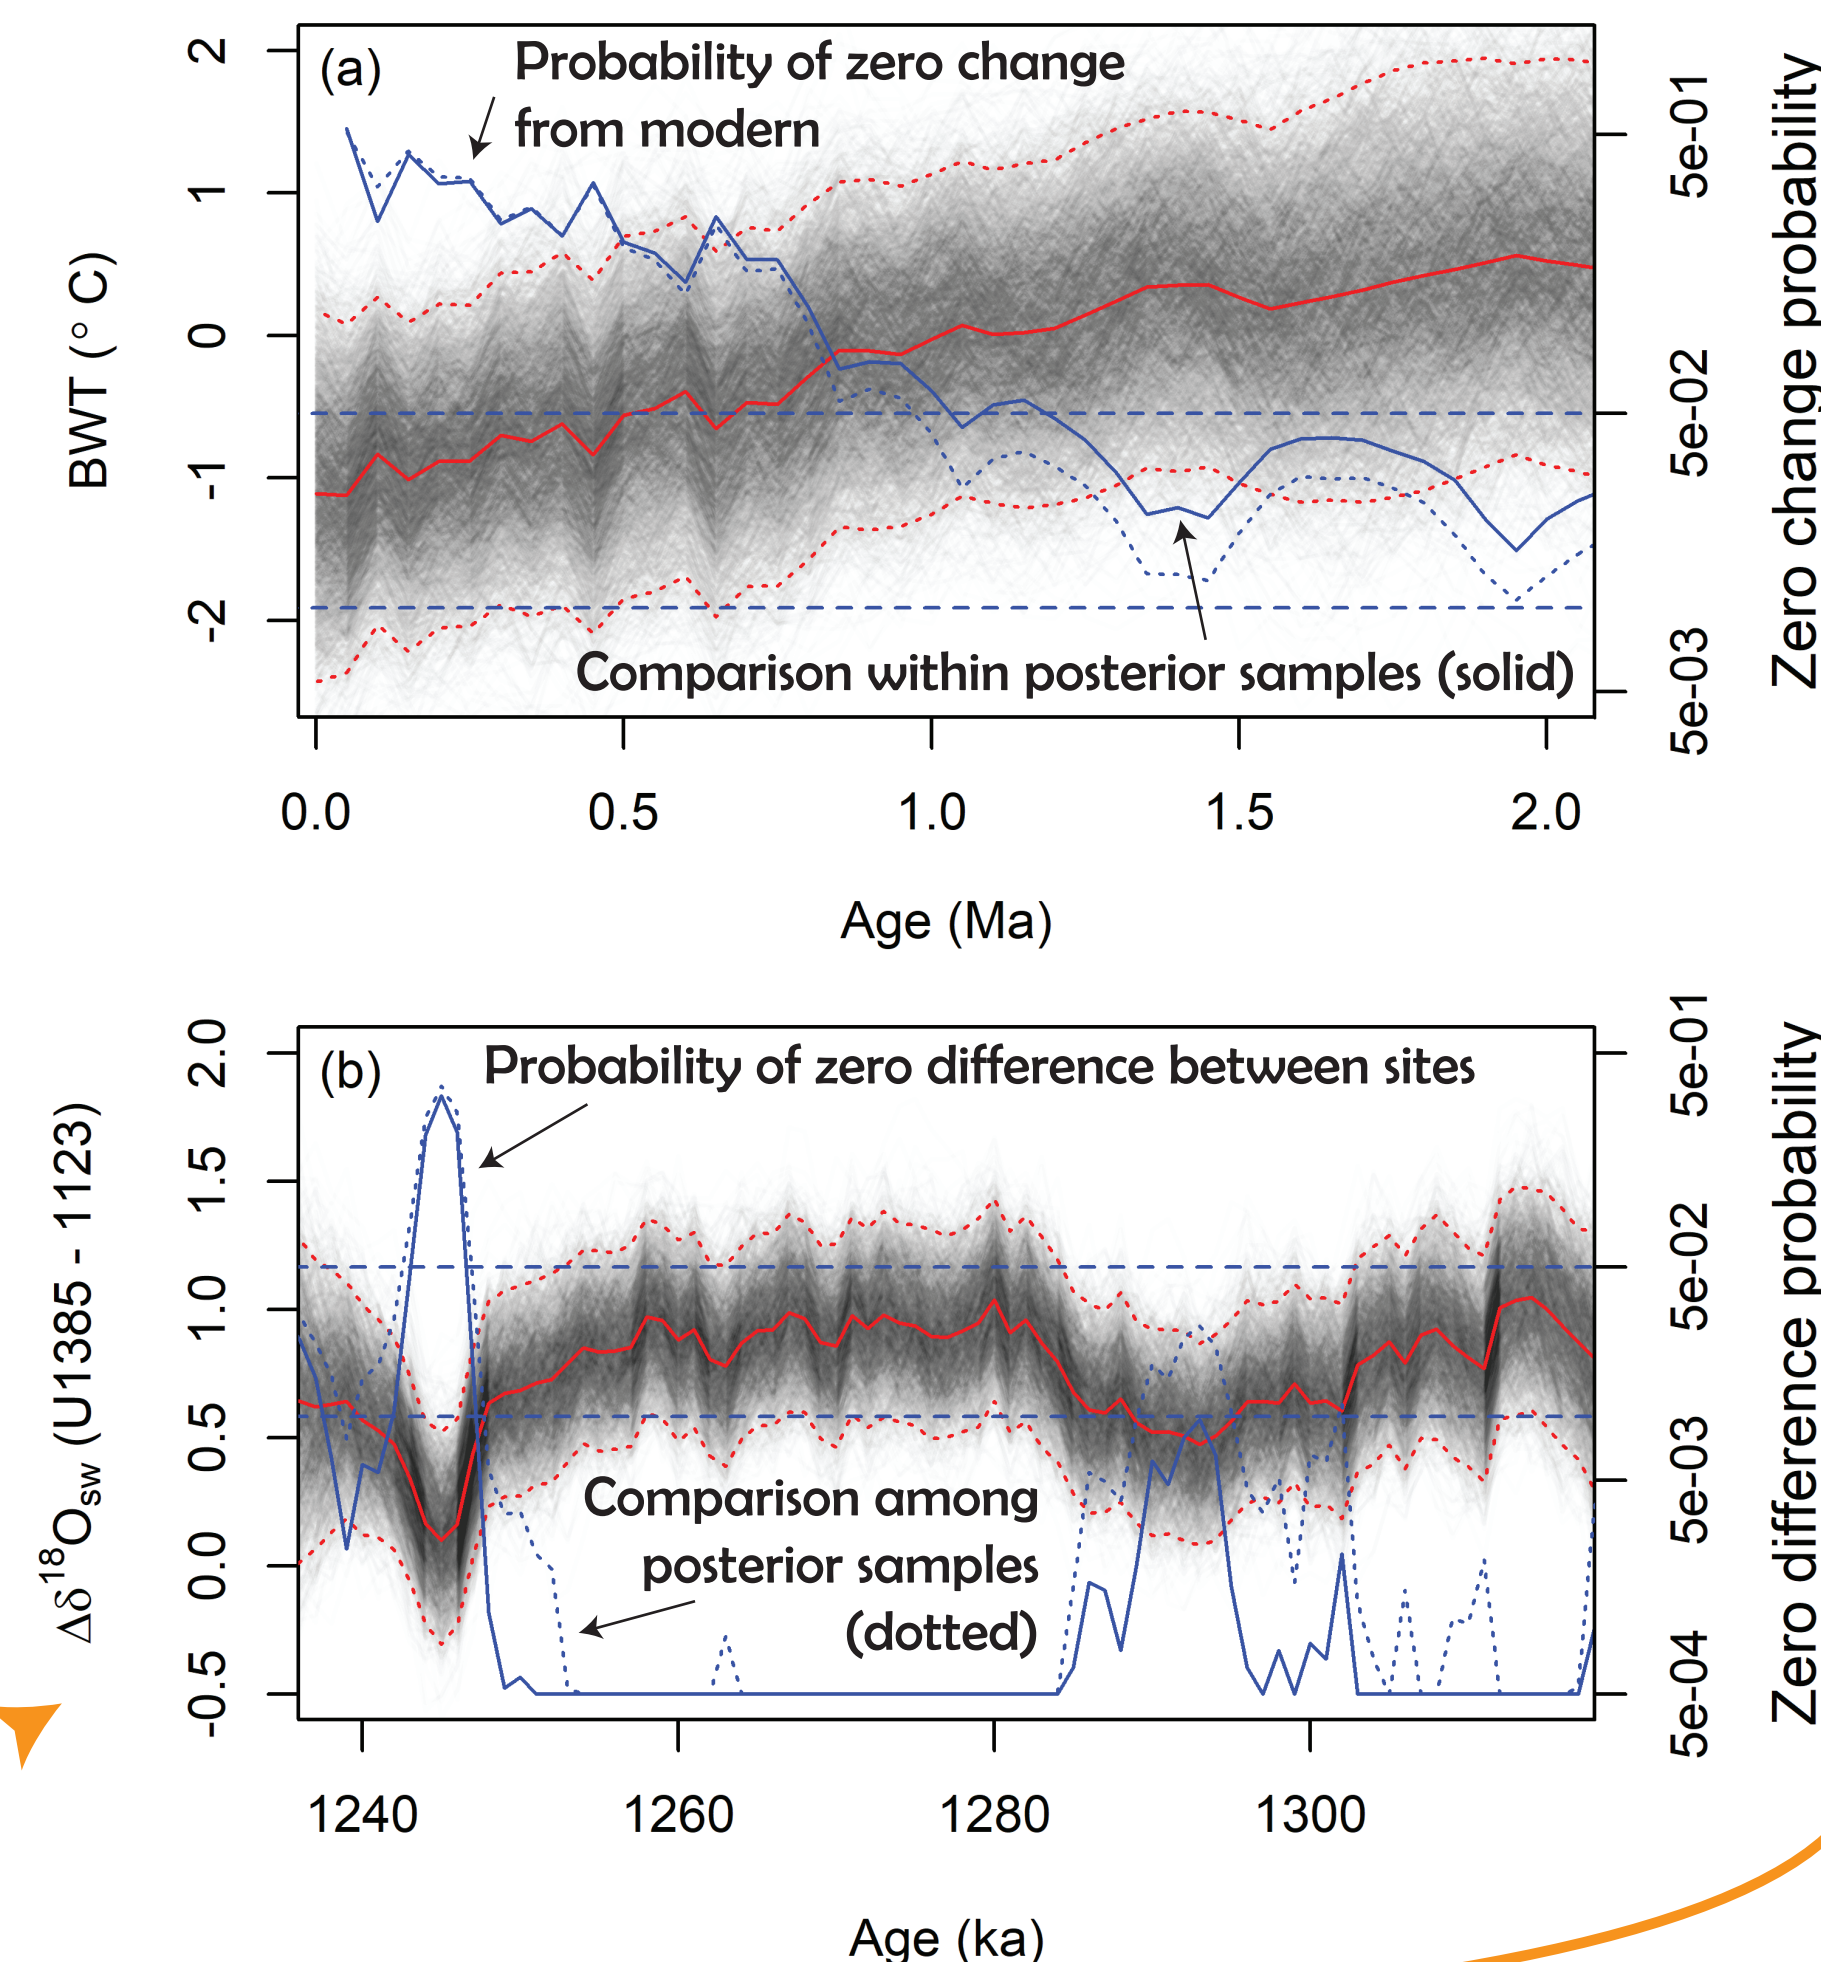 (a)
Probability of zero change
from modern
2
1
0
-1
-2
BWT (° C)
5e-01
5e-02
5e-03
Zero change probability
Comparison within posterior samples (solid)
0.0 0.5 1.0 1.5 2.0
Age (Ma)
(b)
Probability of zero difference between sites
2.0
1.5
1.0
0.5
0.0
-0.5
Δδ¹⁸Osw (U1385 - 1123)
5e-01
5e-02
5e-03
5e-04
Zero difference probability
Comparison among
posterior samples
(dotted)
1240 1260 1280 1300
Age (ka)